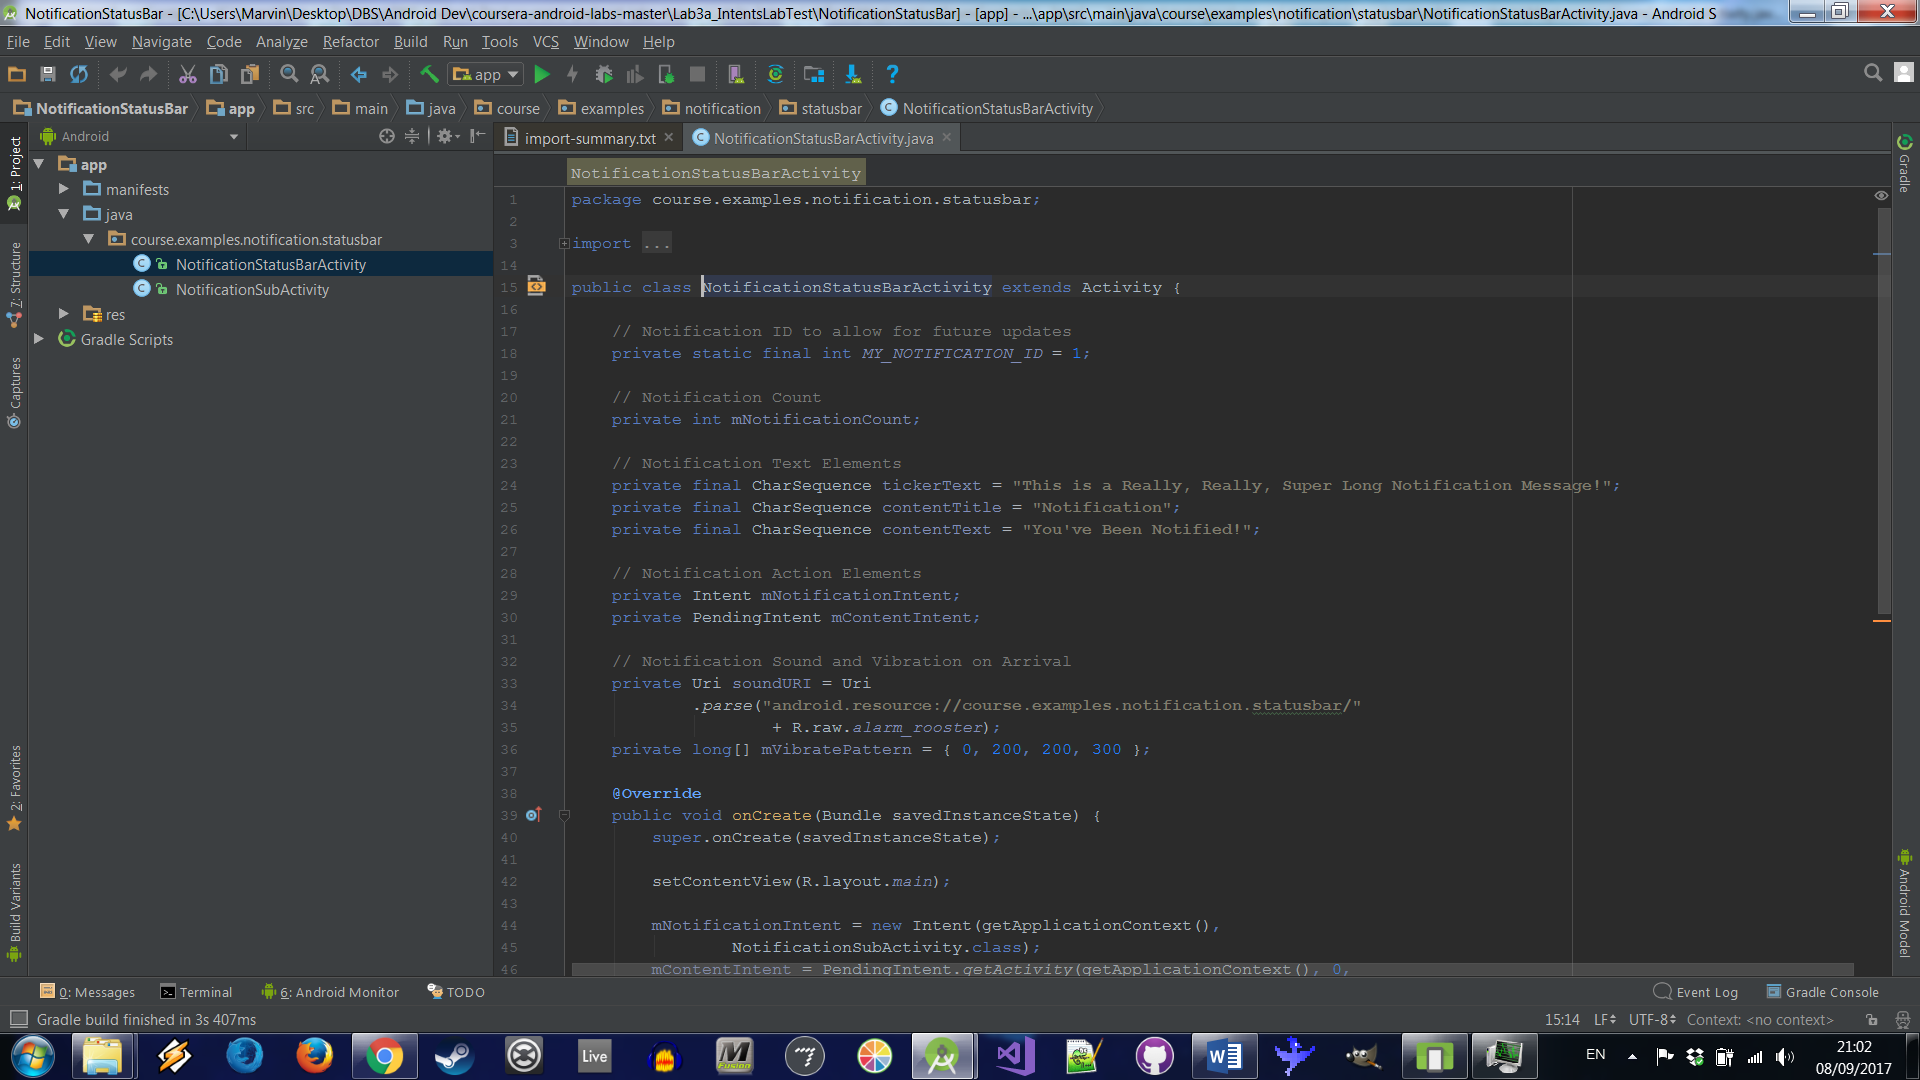 NotificationStatusBar - [C:\Users\Marvin\Desktop\DBS\Android Dev\coursera-android-labs-master\Lab3a_IntentsLabTest\NotificationStatusBar] - [app] - ...\app\src\main\java\course\examples\notification\statusbar\NotificationStatusBarActivity.java - Android S
File Edit View Navigate Code Analyze Refactor Build Run Tools VCS Window Help
app
NotificationStatusBar app src main java course examples notification statusbar NotificationStatusBarActivity
Android
import-summary.txt NotificationStatusBarActivity.java
1: Project
7: Structure
Captures
2: Favorites
Build Variants
app
manifests
java
course.examples.notification.statusbar
NotificationStatusBarActivity
NotificationSubActivity
res
Gradle Scripts
NotificationStatusBarActivity
1 package course.examples.notification.statusbar;
2
3 import ...
14
15 public class NotificationStatusBarActivity extends Activity {
16
17 // Notification ID to allow for future updates
18 private static final int MY_NOTIFICATION_ID = 1;
19
20 // Notification Count
21 private int mNotificationCount;
22
23 // Notification Text Elements
24 private final CharSequence tickerText = "This is a Really, Really, Super Long Notification Message!";
25 private final CharSequence contentTitle = "Notification";
26 private final CharSequence contentText = "You've Been Notified!";
27
28 // Notification Action Elements
29 private Intent mNotificationIntent;
30 private PendingIntent mContentIntent;
31
32 // Notification Sound and Vibration on Arrival
33 private Uri soundURI = Uri
34 .parse("android.resource://course.examples.notification.statusbar/"
35 + R.raw.alarm_rooster);
36 private long[] mVibratePattern = { 0, 200, 200, 300 };
37
38 @Override
39 public void onCreate(Bundle savedInstanceState) {
40 super.onCreate(savedInstanceState);
41
42 setContentView(R.layout.main);
43
44 mNotificationIntent = new Intent(getApplicationContext(),
45 NotificationSubActivity.class);
46 mContentIntent = PendingIntent.getActivity(getApplicationContext(), 0,
Gradle
Android Model
0: Messages Terminal 6: Android Monitor TODO Event Log Gradle Console
Gradle build finished in 3s 407ms 15:14 LF UTF-8 Context: <no context>
Live
EN
21:02
08/09/2017